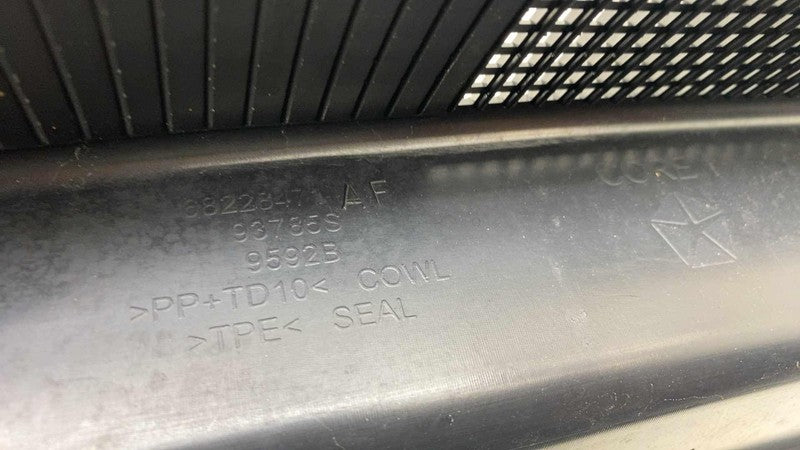 AF
93785S
9592B
>PP+TD10< COWL
>TPE< SEAL